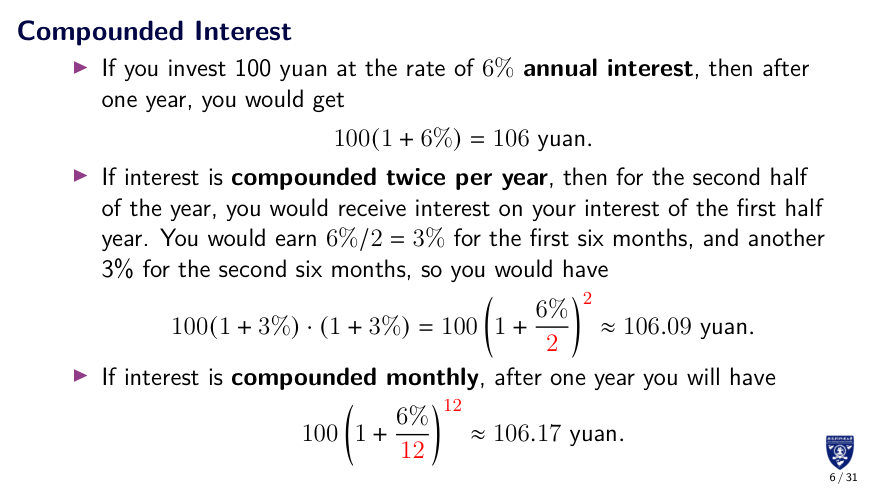 Compounded Interest
▶ If you invest 100 yuan at the rate of 6% annual interest, then after
one year, you would get
100(1 + 6%) = 106 yuan.
▶ If interest is compounded twice per year, then for the second half
of the year, you would receive interest on your interest of the first half
year. You would earn 6%/2 = 3% for the first six months, and another
3% for the second six months, so you would have
100(1 + 3%) · (1 + 3%) = 100 (1 + 6%/2)^2 ≈ 106.09 yuan.
▶ If interest is compounded monthly, after one year you will have
100 (1 + 6%/12)^12 ≈ 106.17 yuan.
6 / 31